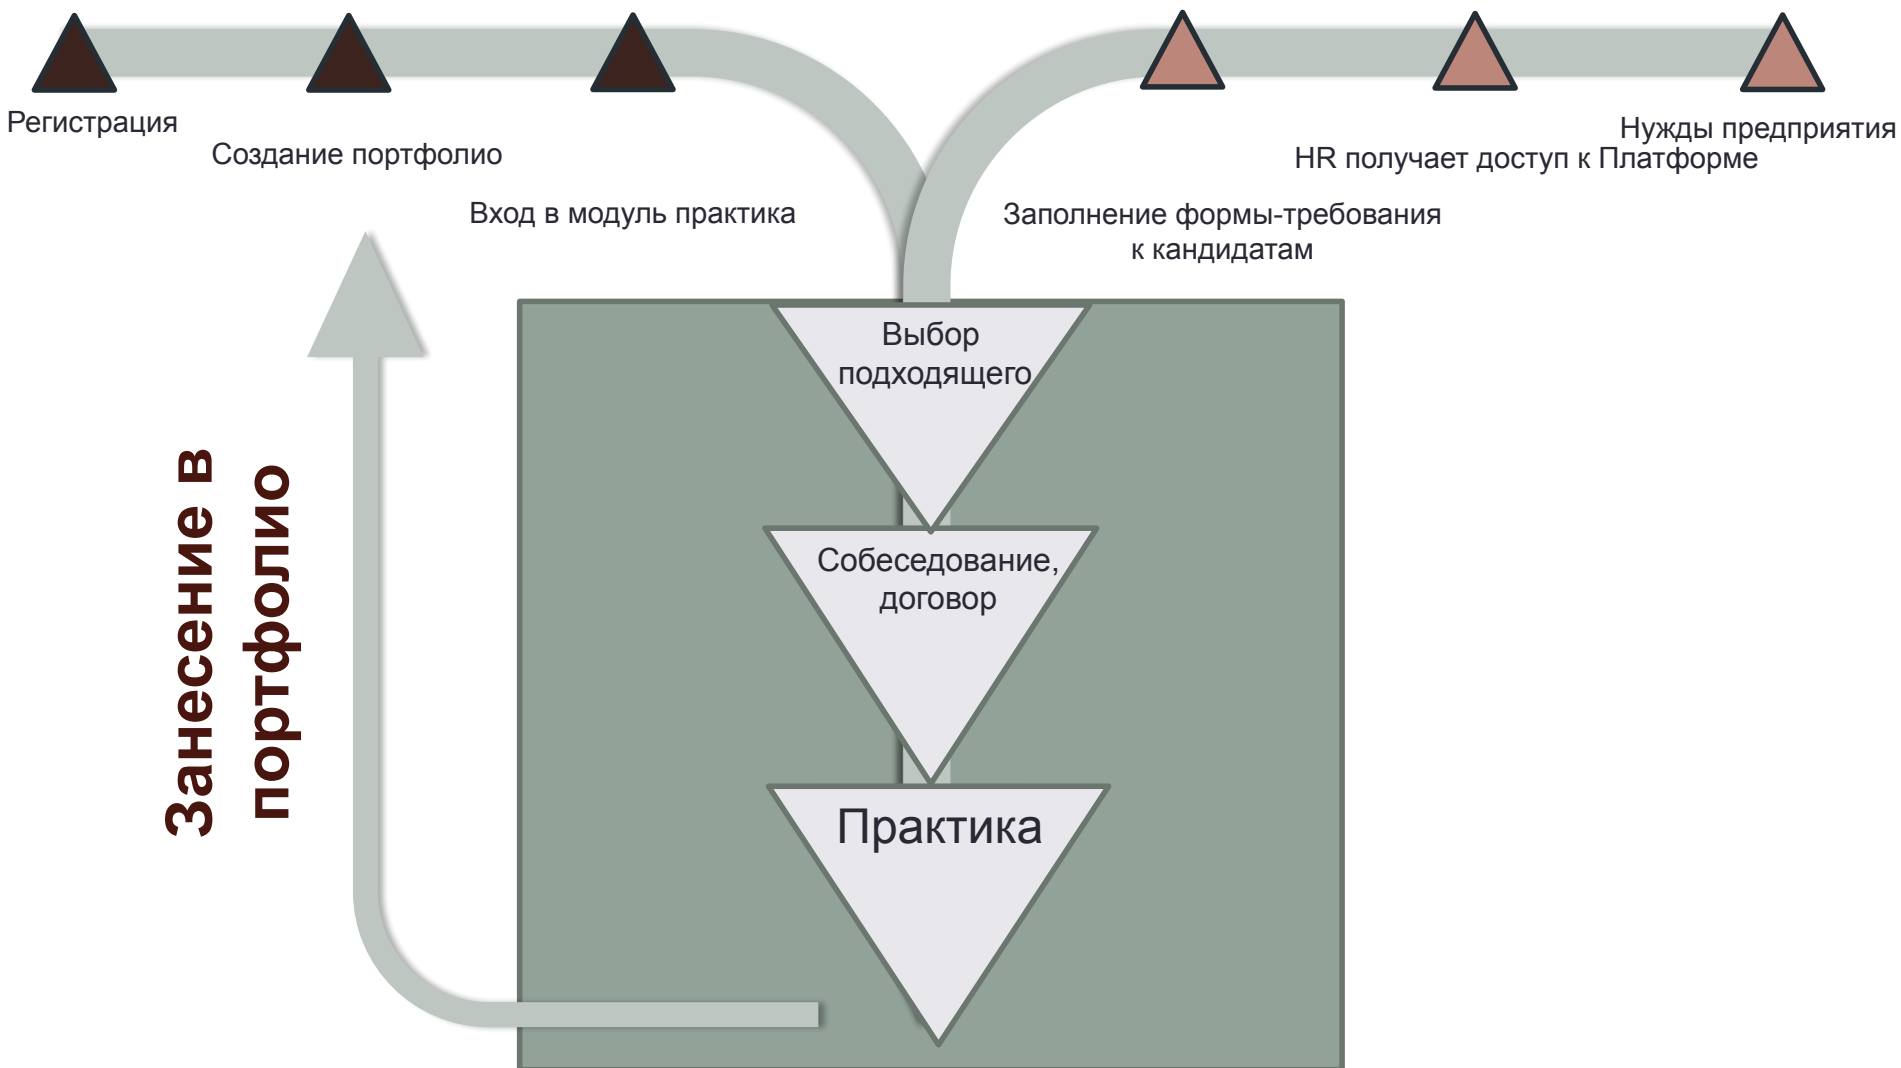 Регистрация
Создание портфолио
Вход в модуль практика
Нужды предприятия
HR получает доступ к Платформе
Заполнение формы-требования
к кандидатам
Выбор
подходящего
Собеседование,
договор
Практика
Занесение в
портфолио